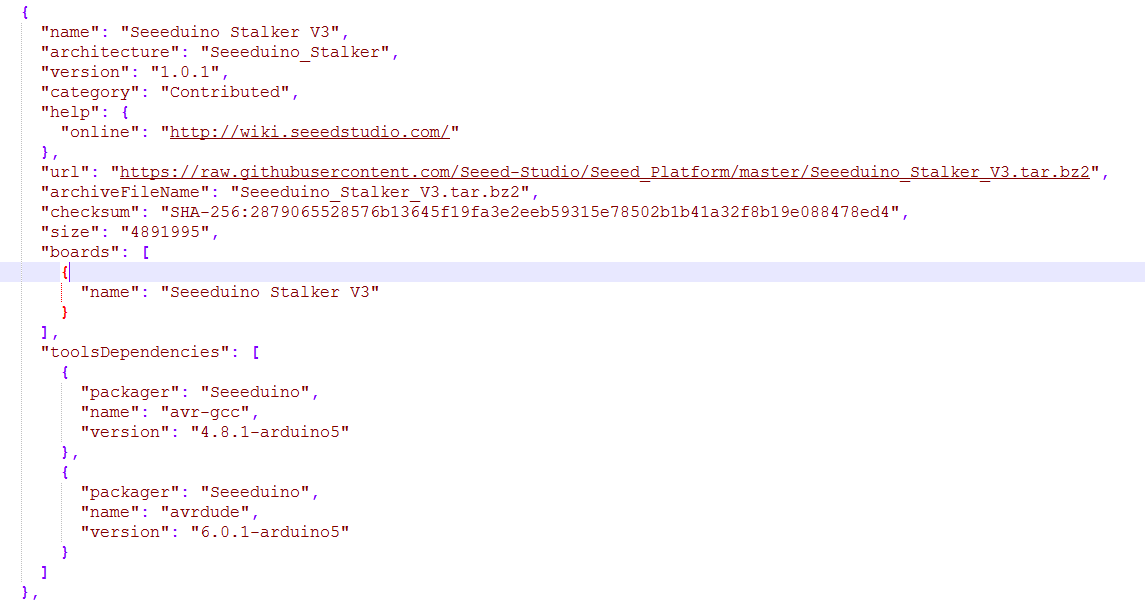 {
"name": "Seeeduino Stalker V3",
"architecture": "Seeeduino_Stalker",
"version": "1.0.1",
"category": "Contributed",
"help": {
"online": "http://wiki.seeedstudio.com/"
},
"url": "https://raw.githubusercontent.com/Seeed-Studio/Seeed_Platform/master/Seeeduino_Stalker_V3.tar.bz2",
"archiveFileName": "Seeeduino_Stalker_V3.tar.bz2",
"checksum": "SHA-256:2879065528576b13645f19fa3e2eeb59315e78502b1b41a32f8b19e088478ed4",
"size": "4891995",
"boards": [
{
"name": "Seeeduino Stalker V3"
}
],
"toolsDependencies": [
{
"packager": "Seeeduino",
"name": "avr-gcc",
"version": "4.8.1-arduino5"
},
{
"packager": "Seeeduino",
"name": "avrdude",
"version": "6.0.1-arduino5"
}
]
},